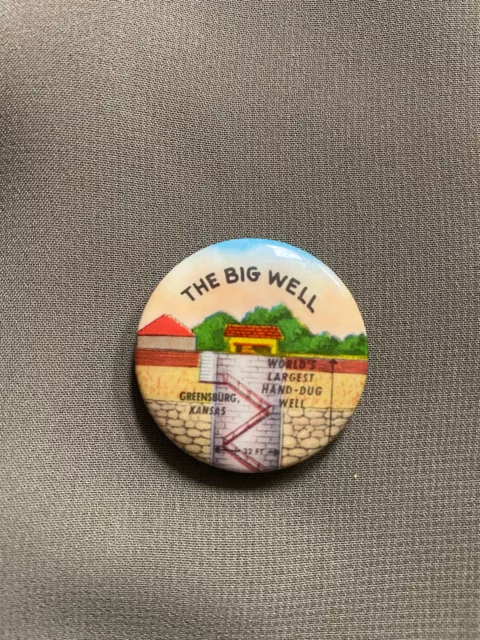 THE BIG WELL
WORLD'S
LARGEST
HAND-DUG
WELL
GREENSBURG,
KANSAS
32 FT.